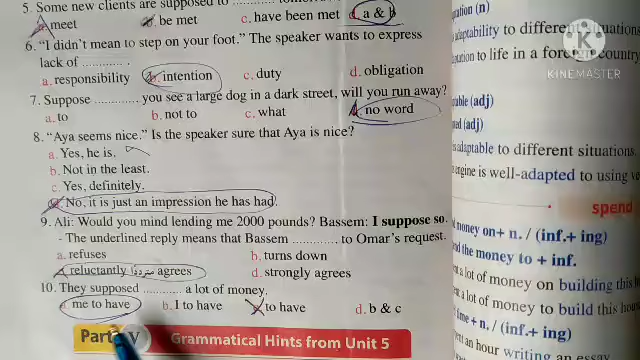 5. Some new clients are supposed to ............ tomorrow.
a. meet b. be met c. have been met d. a & b
6. "I didn't mean to step on your foot." The speaker wants to express
lack of ............ .
a. responsibility b. intention c. duty d. obligation
7. Suppose ............ you see a large dog in a dark street, will you run away?
a. to b. not to c. what d. no word
8. "Aya seems nice." Is the speaker sure that Aya is nice?
a. Yes, he is.
b. Not in the least.
c. Yes, definitely.
d. No, it is just an impression he has had.
9. Ali: Would you mind lending me 2000 pounds? Bassem: I suppose so.
- The underlined reply means that Bassem ............ to Omar's request.
a. refuses b. turns down
c. reluctantly agrees d. strongly agrees
10. They supposed ............ a lot of money.
a. me to have b. I to have c. to have d. b & c
Part
Grammatical Hints from Unit 5
(n)
adaptability to different situations
to life in a foreign country
(adj)
(adj)
is adaptable to different situations.
engine is well-adapted to using
spend
money on+ n. / (inf.+ ing)
the money to + inf.
a lot of money on building this
a lot of money to build this
time + n. / (inf.+ ing)
an hour writing an essay
KINEMASTER